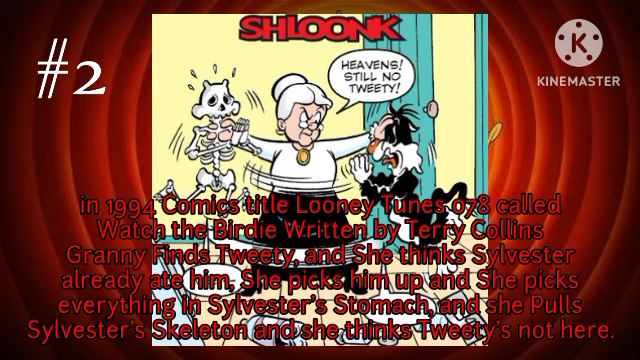 SHLOONK
#2
HEAVENS!
STILL NO
TWEETY!
KINEMASTER
in 1994 Comics title Looney Tunes 078 called
Watch the Birdie Written by Terry Collins
Granny Finds Tweety, and She thinks Sylvester
already ate him, She picks him up and She picks
everything in Sylvester's Stomach, and she Pulls
Sylvester's Skeleton and she thinks Tweety's not here.